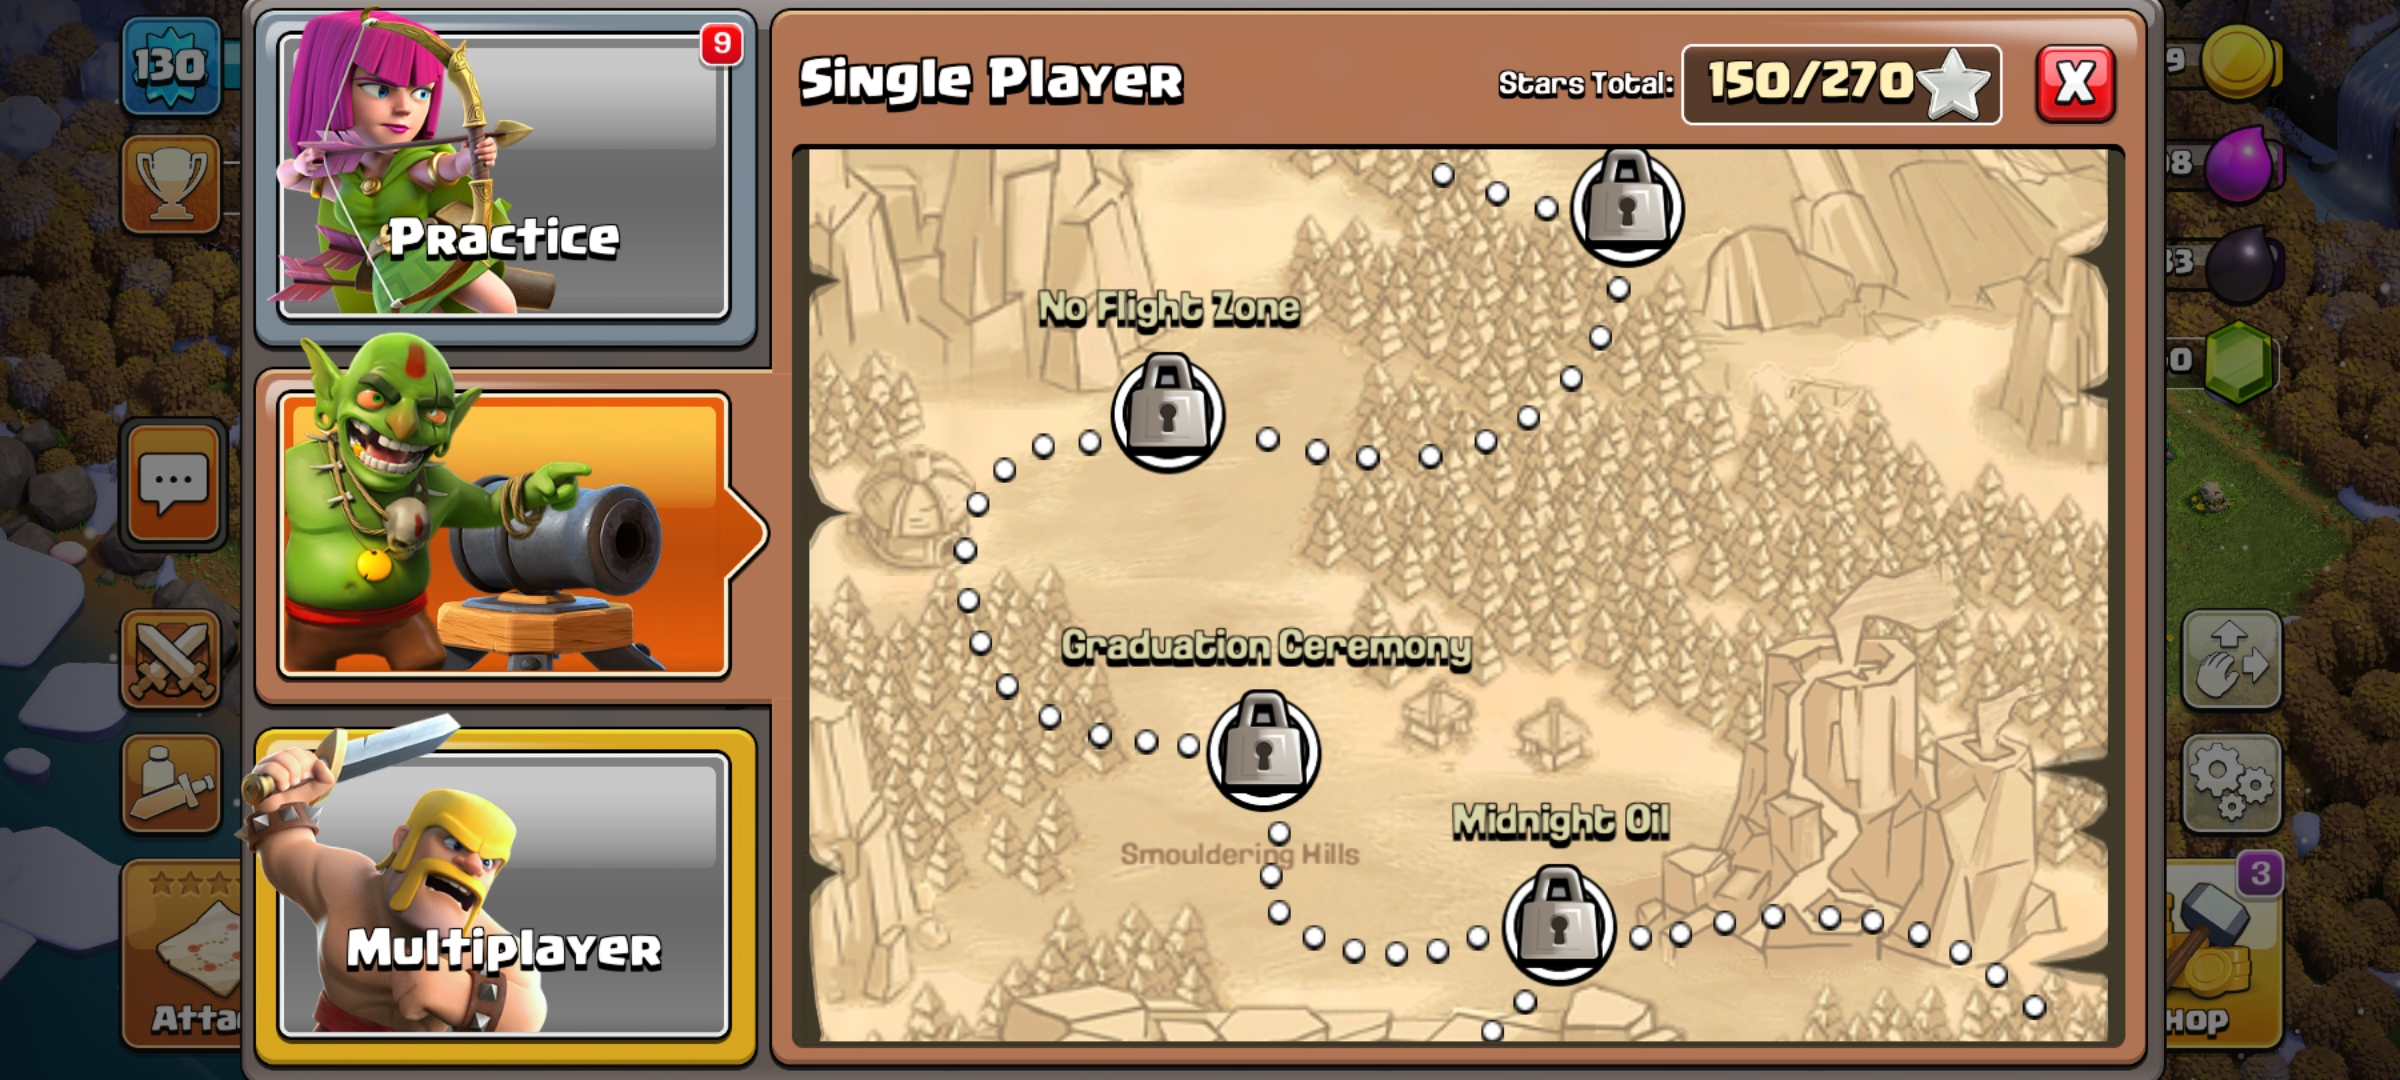 130
9
Practice
Multiplayer
Single Player
Stars Total: 150/270
X
No Flight Zone
Graduation Ceremony
Smouldering Hills
Midnight Oil
9
3